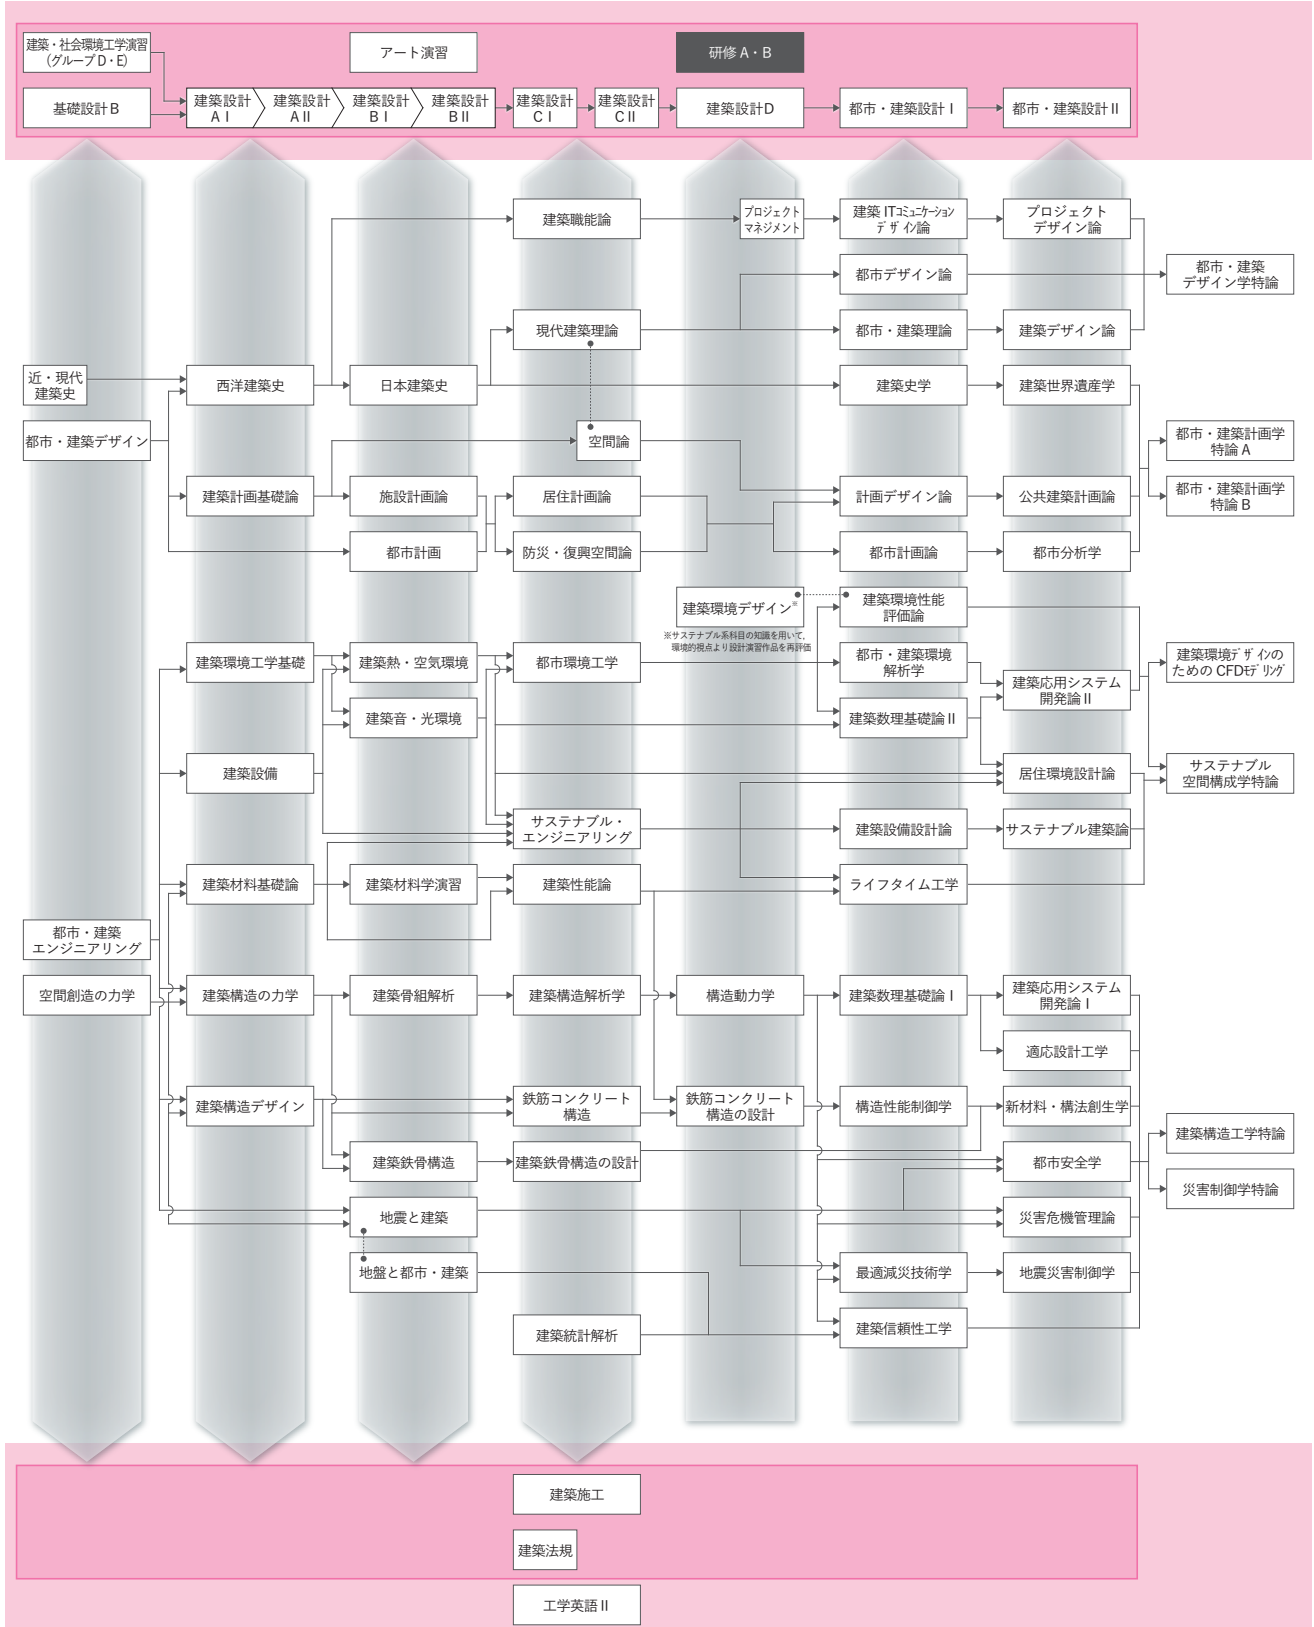 建築・社会環境工学演習
(グループD・E)
アート演習
研修 A・B
基礎設計 B
建築設計
A I
建築設計
A II
建築設計
B I
建築設計
B II
建築設計
C I
建築設計
C II
建築設計D
都市・建築設計 I
都市・建築設計 II
建築職能論
プロジェクト
マネジメント
建築 ITコミュニケーション
デザイン論
プロジェクト
デザイン論
都市デザイン論
都市・建築
デザイン学特論
現代建築理論
都市・建築理論
建築デザイン論
近・現代
建築史
西洋建築史
日本建築史
建築史学
建築世界遺産学
都市・建築デザイン
空間論
都市・建築計画学
特論 A
建築計画基礎論
施設計画論
居住計画論
計画デザイン論
公共建築計画論
都市・建築計画学
特論 B
都市計画
防災・復興空間論
都市計画論
都市分析学
建築環境デザイン※
建築環境性能
評価論
※サステナブル系科目の知識を用いて、
環境的視点より設計演習作品を再評価
建築環境工学基礎
建築熱・空気環境
都市環境工学
都市・建築環境
解析学
建築応用システム
開発論 II
建築環境デザインの
ための CFDモデリング
建築音・光環境
建築数理基礎論 II
建築設備
居住環境設計論
サステナブル
空間構成学特論
サステナブル・
エンジニアリング
建築設備設計論
サステナブル建築論
建築材料基礎論
建築材料学演習
建築性能論
ライフタイム工学
都市・建築
エンジニアリング
空間創造の力学
建築構造の力学
建築骨組解析
建築構造解析学
構造動力学
建築数理基礎論 I
建築応用システム
開発論 I
適応設計工学
建築構造デザイン
鉄筋コンクリート
構造
鉄筋コンクリート
構造の設計
構造性能制御学
新材料・構法創生学
建築構造工学特論
建築鉄骨構造
建築鉄骨構造の設計
都市安全学
災害制御学特論
地震と建築
災害危機管理論
地盤と都市・建築
最適減災技術学
地震災害制御学
建築統計解析
建築信頼性工学
建築施工
建築法規
工学英語 II